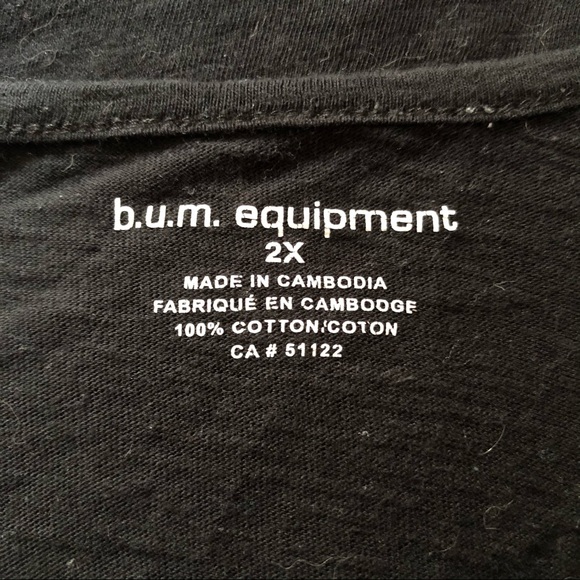 b.u.m. equipment
2X
MADE IN CAMBODIA
FABRIQUÉ EN CAMBODGE
100% COTTON/COTON
CA # 51122